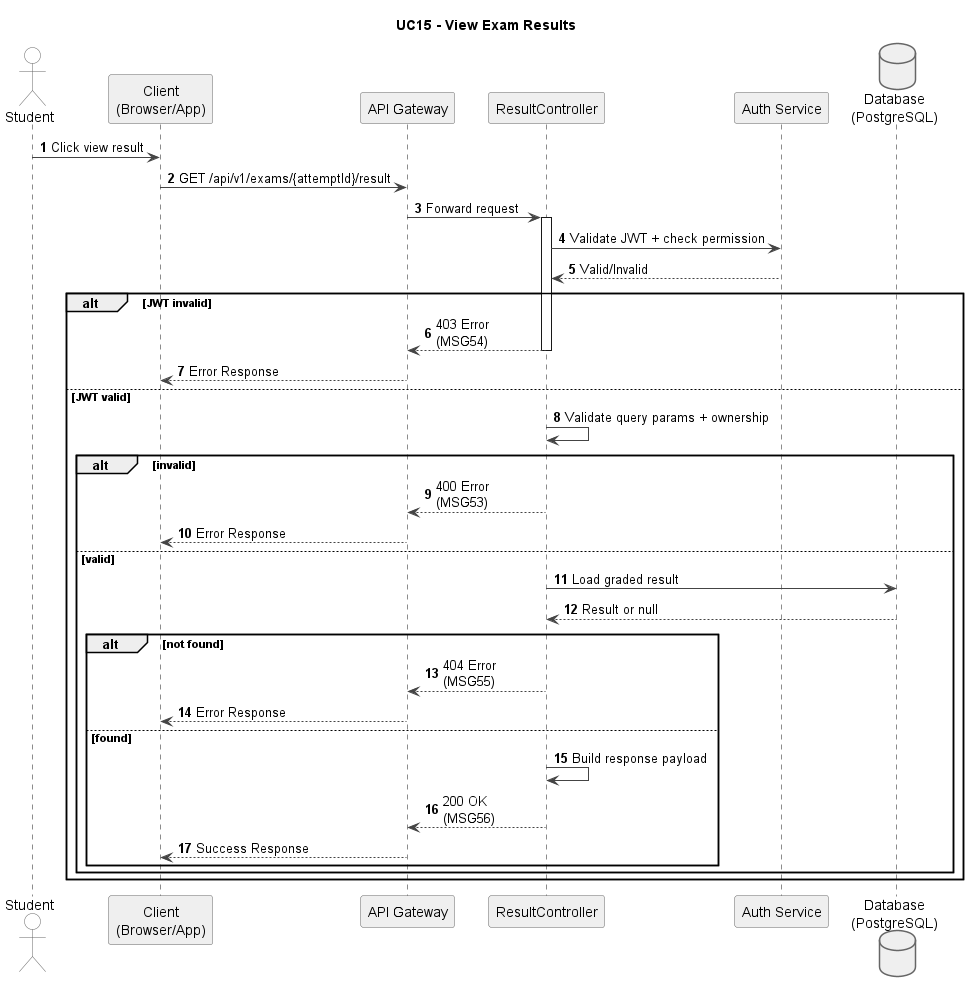 UC15 - View Exam Results
Student
Client
(Browser/App)
API Gateway
ResultController
Auth Service
Database
(PostgreSQL)
1 Click view result
2 GET /api/v1/exams/{attemptId}/result
3 Forward request
4 Validate JWT + check permission
5 Valid/Invalid
alt [JWT invalid]
6 403 Error
(MSG54)
7 Error Response
[JWT valid]
8 Validate query params + ownership
alt [invalid]
9 400 Error
(MSG53)
10 Error Response
[valid]
11 Load graded result
12 Result or null
alt [not found]
13 404 Error
(MSG55)
14 Error Response
[found]
15 Build response payload
16 200 OK
(MSG56)
17 Success Response
Student
Client
(Browser/App)
API Gateway
ResultController
Auth Service
Database
(PostgreSQL)